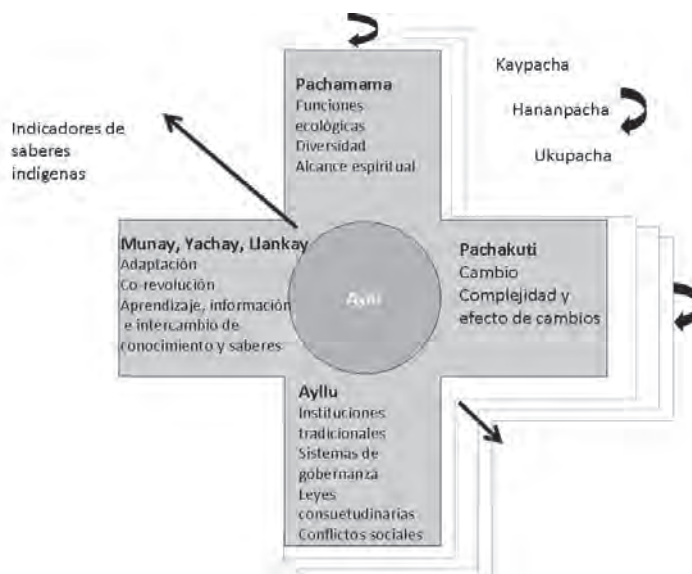 Pachamama
Funciones
ecológicas
Diversidad
Alcance espiritual
Kaypacha
Hananpacha
Ukupacha
Indicadores de
saberes
indígenas
Munay, Yachay, Llankay
Adaptación
Co-revolución
Aprendizaje, información
e intercambio de
conocimiento y saberes
Pachakuti
Cambio
Complejidad y
efecto de cambios
Ayllu
Instituciones
tradicionales
Sistemas de
gobernanza
Leyes
consuetudinarias
Conflictos sociales